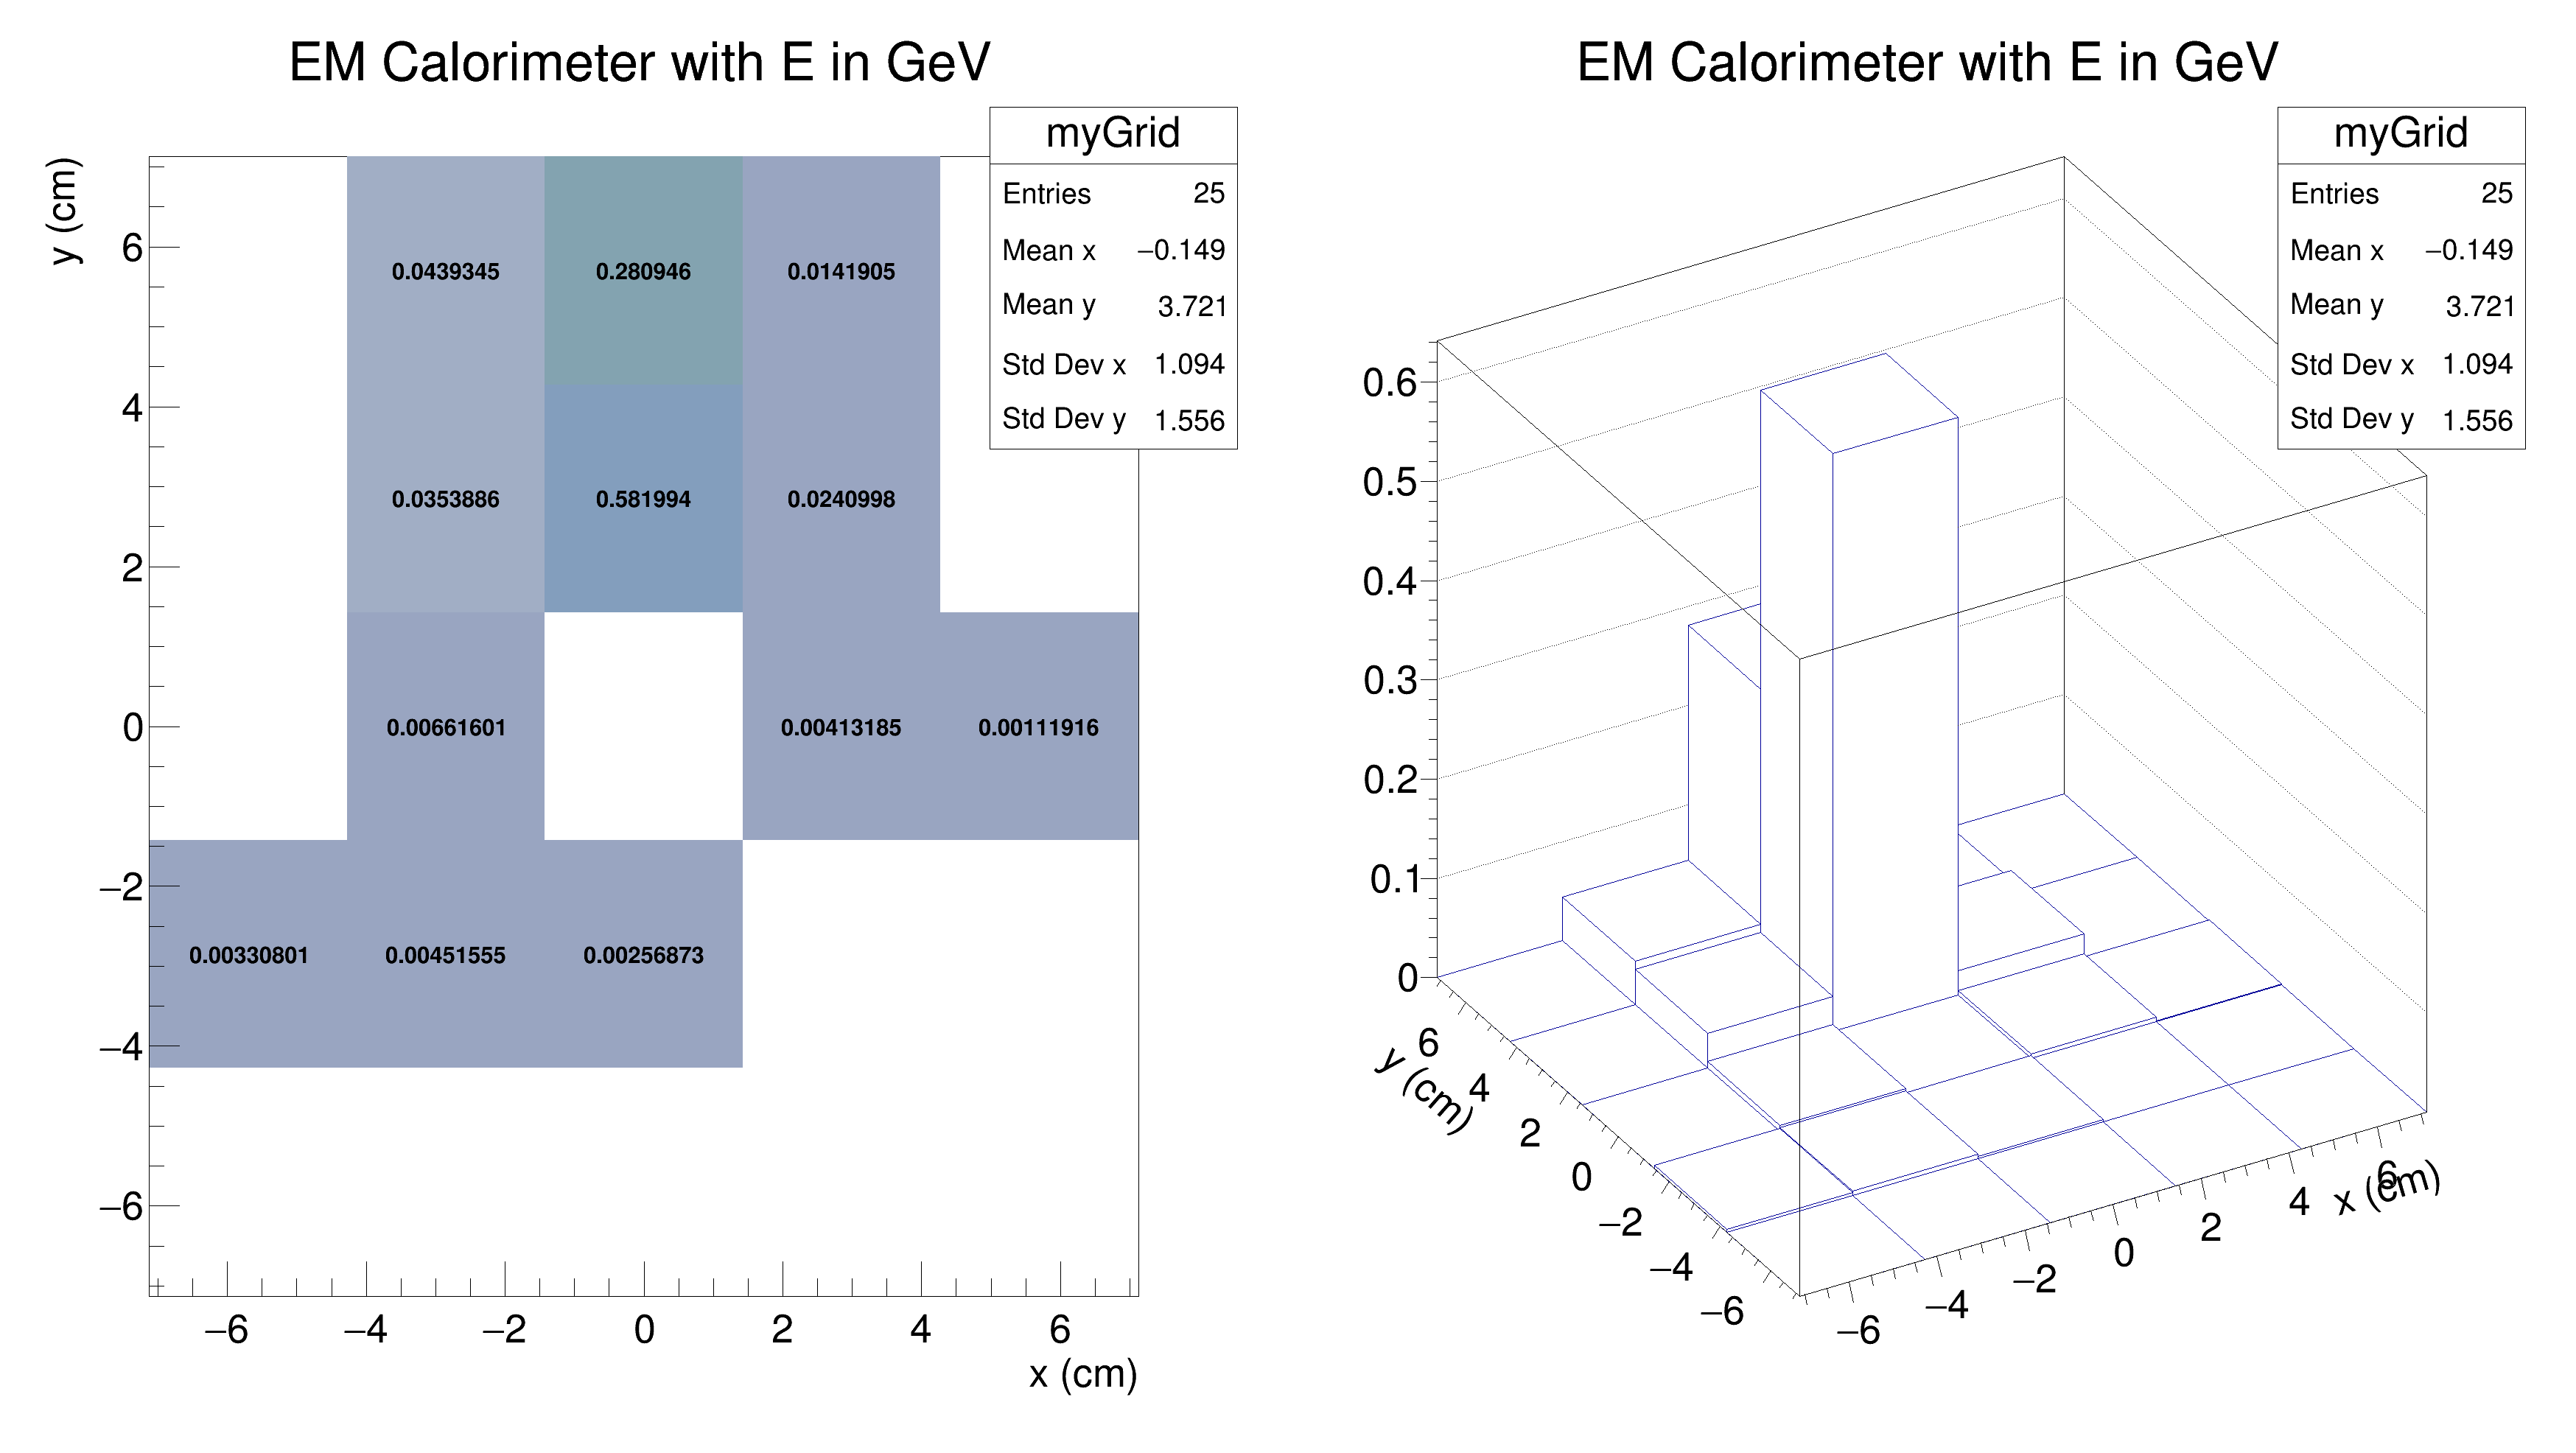 EM Calorimeter with E in GeV
myGrid
Entries 25
Mean x −0.149
Mean y 3.721
Std Dev x 1.094
Std Dev y 1.556
y (cm)
6
4
2
0
−2
−4
−6
0.0439345 0.280946 0.0141905
0.0353886 0.581994 0.0240998
0.00661601 0.00413185 0.00111916
0.00330801 0.00451555 0.00256873
−6 −4 −2 0 2 4 6
x (cm)
EM Calorimeter with E in GeV
myGrid
Entries 25
Mean x −0.149
Mean y 3.721
Std Dev x 1.094
Std Dev y 1.556
0.6
0.5
0.4
0.3
0.2
0.1
0
y (cm)
6
4
2
0
−2
−4
−6
−6 −4 −2 0 2 4 6
x (cm)